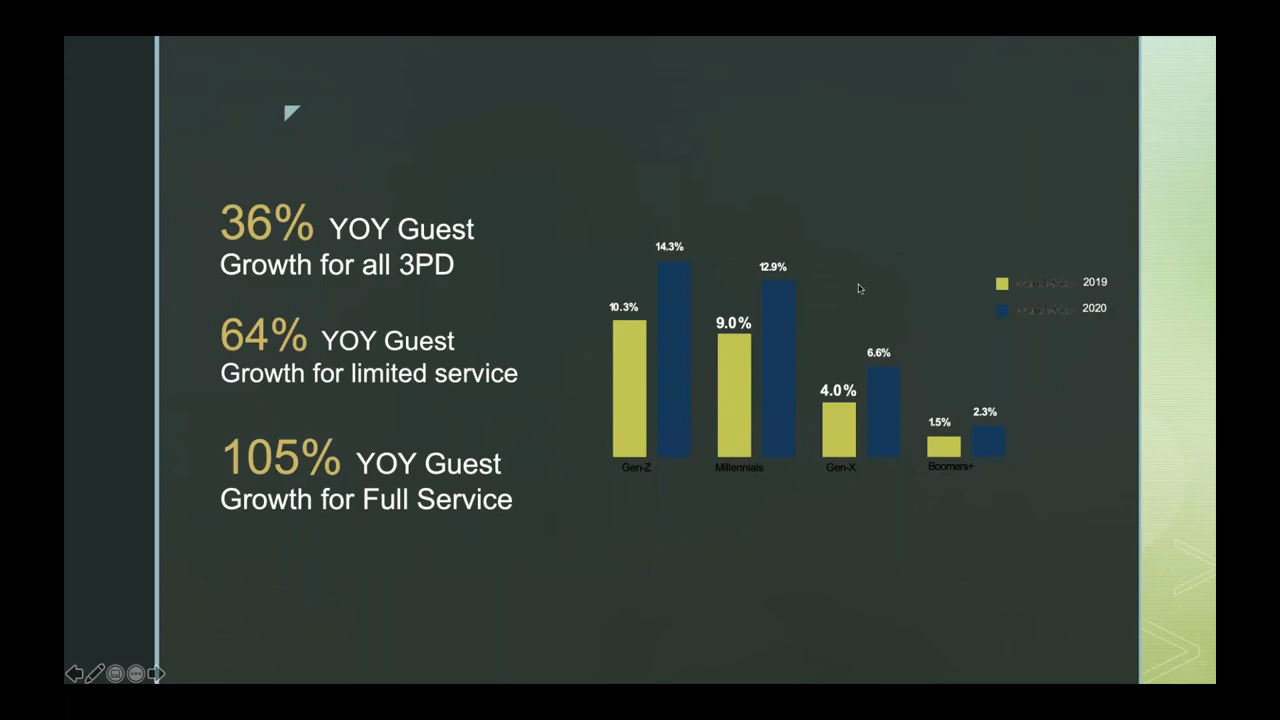 36% YOY Guest
Growth for all 3PD
64% YOY Guest
Growth for limited service
105% YOY Guest
Growth for Full Service
14.3%
12.9%
10.3%
9.0%
6.6%
4.0%
2.3%
1.5%
Gen-Z
Millennials
Gen-X
Boomers+
2019
2020